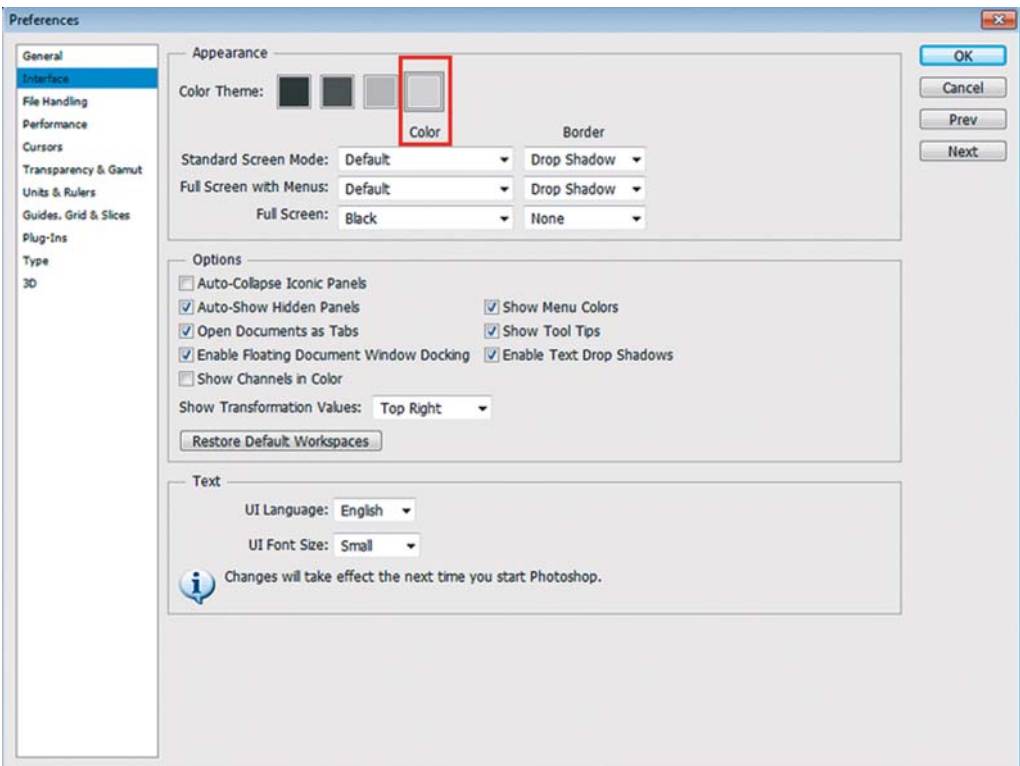 Preferences
General
Interface
File Handling
Performance
Cursors
Transparency & Gamut
Units & Rulers
Guides, Grid & Slices
Plug-Ins
Type
3D
Appearance
Color Theme:
Color Border
Standard Screen Mode: Default Drop Shadow
Full Screen with Menus: Default Drop Shadow
Full Screen: Black None
Options
Auto-Collapse Iconic Panels
Auto-Show Hidden Panels Show Menu Colors
Open Documents as Tabs Show Tool Tips
Enable Floating Document Window Docking Enable Text Drop Shadows
Show Channels in Color
Show Transformation Values: Top Right
Restore Default Workspaces
Text
UI Language: English
UI Font Size: Small
Changes will take effect the next time you start Photoshop.
OK
Cancel
Prev
Next